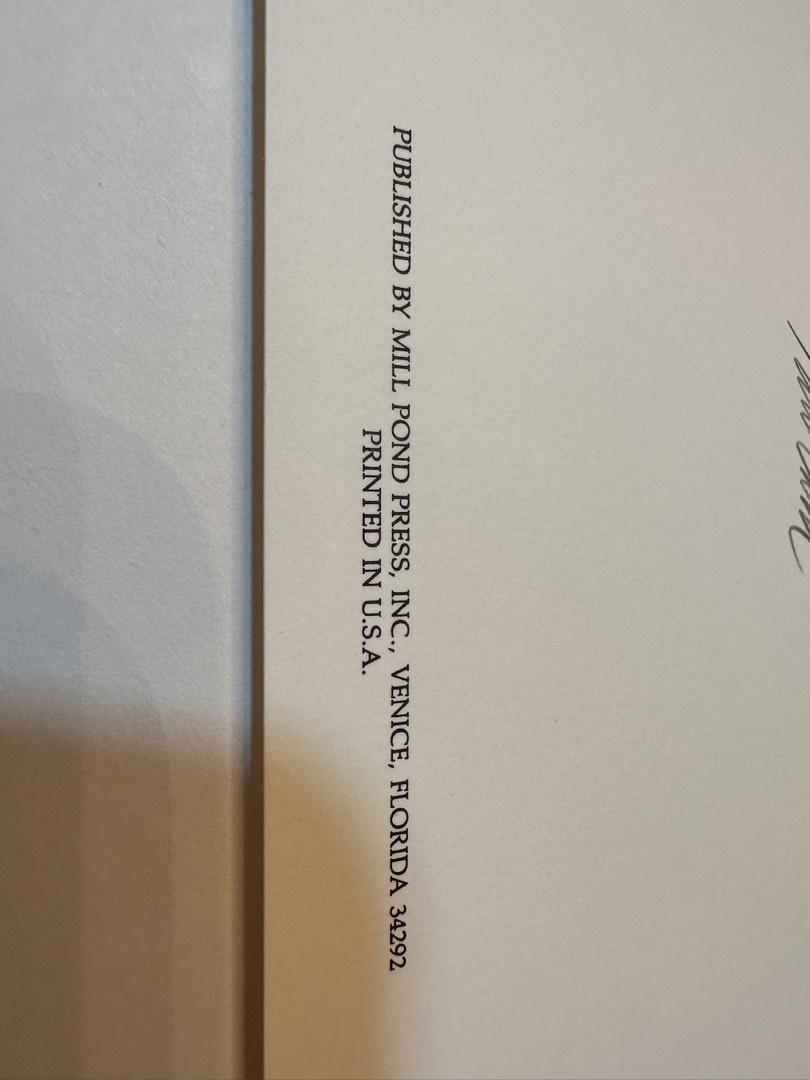 PUBLISHED BY MILL POND PRESS, INC., VENICE, FLORIDA 34292
PRINTED IN U.S.A.